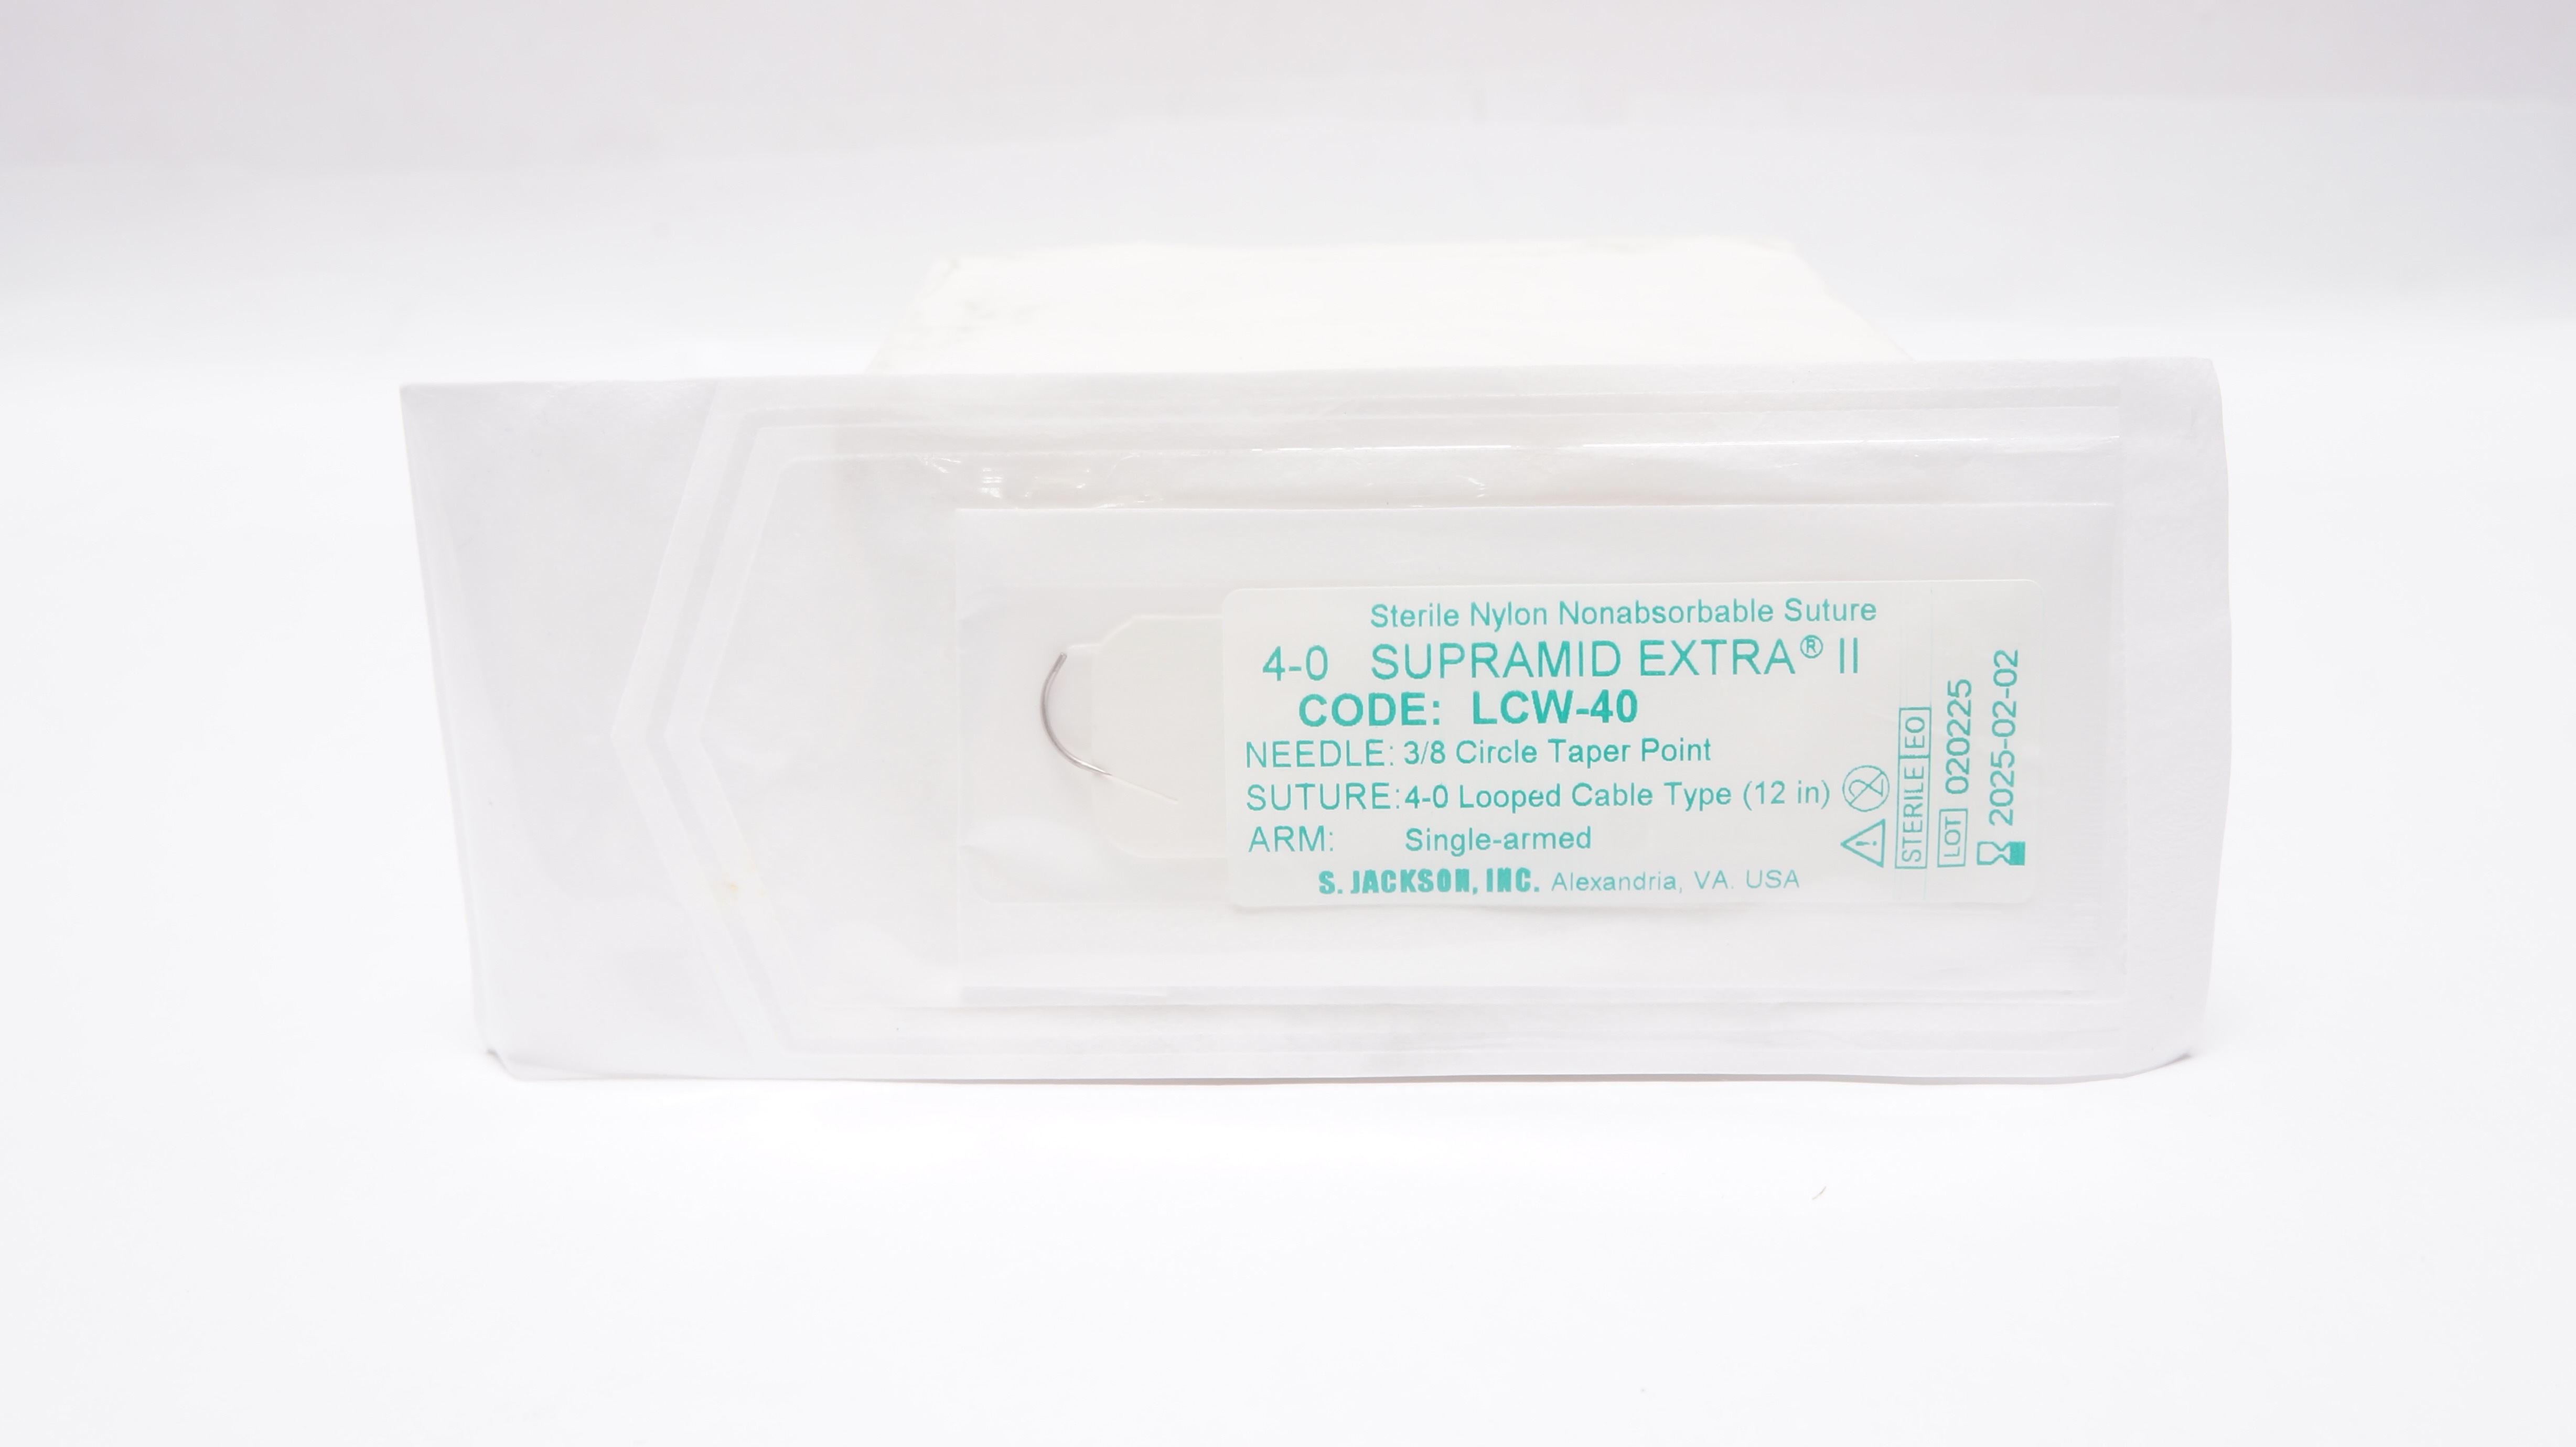 Sterile Nylon Nonabsorbable Suture
4-0 SUPRAMID EXTRA® II
CODE: LCW-40
NEEDLE: 3/8 Circle Taper Point
SUTURE: 4-0 Looped Cable Type (12 in)
ARM: Single-armed
S. JACKSON, INC. Alexandria, VA. USA
2
!
STERILE EO
LOT 020225
2025-02-02